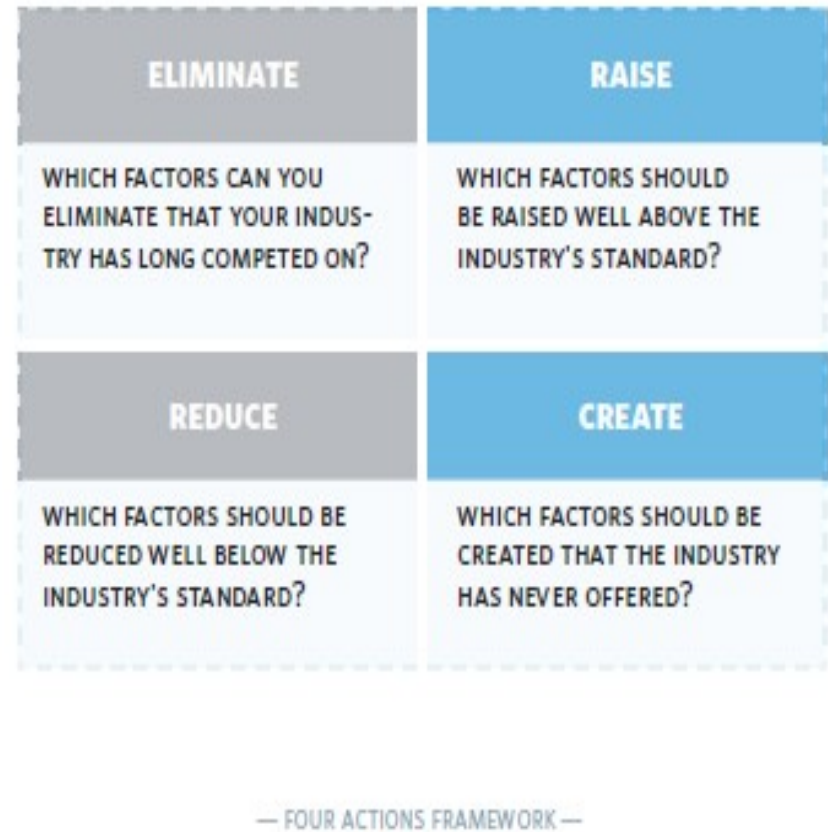 ELIMINATE
WHICH FACTORS CAN YOU
ELIMINATE THAT YOUR INDUS-
TRY HAS LONG COMPETED ON?
RAISE
WHICH FACTORS SHOULD
BE RAISED WELL ABOVE THE
INDUSTRY'S STANDARD?
REDUCE
WHICH FACTORS SHOULD BE
REDUCED WELL BELOW THE
INDUSTRY'S STANDARD?
CREATE
WHICH FACTORS SHOULD BE
CREATED THAT THE INDUSTRY
HAS NEVER OFFERED?
— FOUR ACTIONS FRAMEWORK —